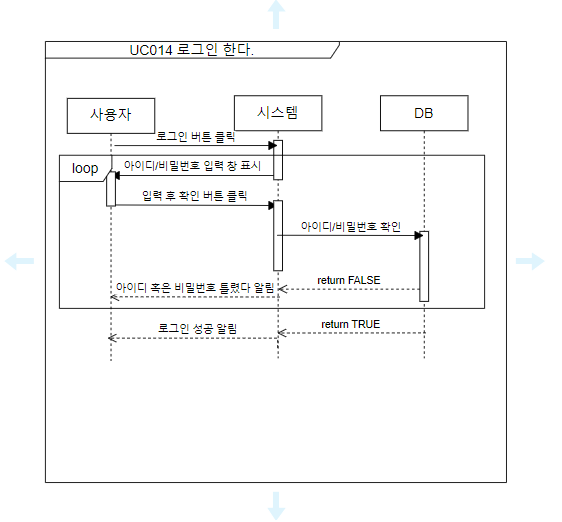 UC014 로그인 한다.
사용자
시스템
DB
로그인 버튼 클릭
loop
아이디/비밀번호 입력 창 표시
입력 후 확인 버튼 클릭
아이디/비밀번호 확인
return FALSE
아이디 혹은 비밀번호 틀렸다 알림
return TRUE
로그인 성공 알림